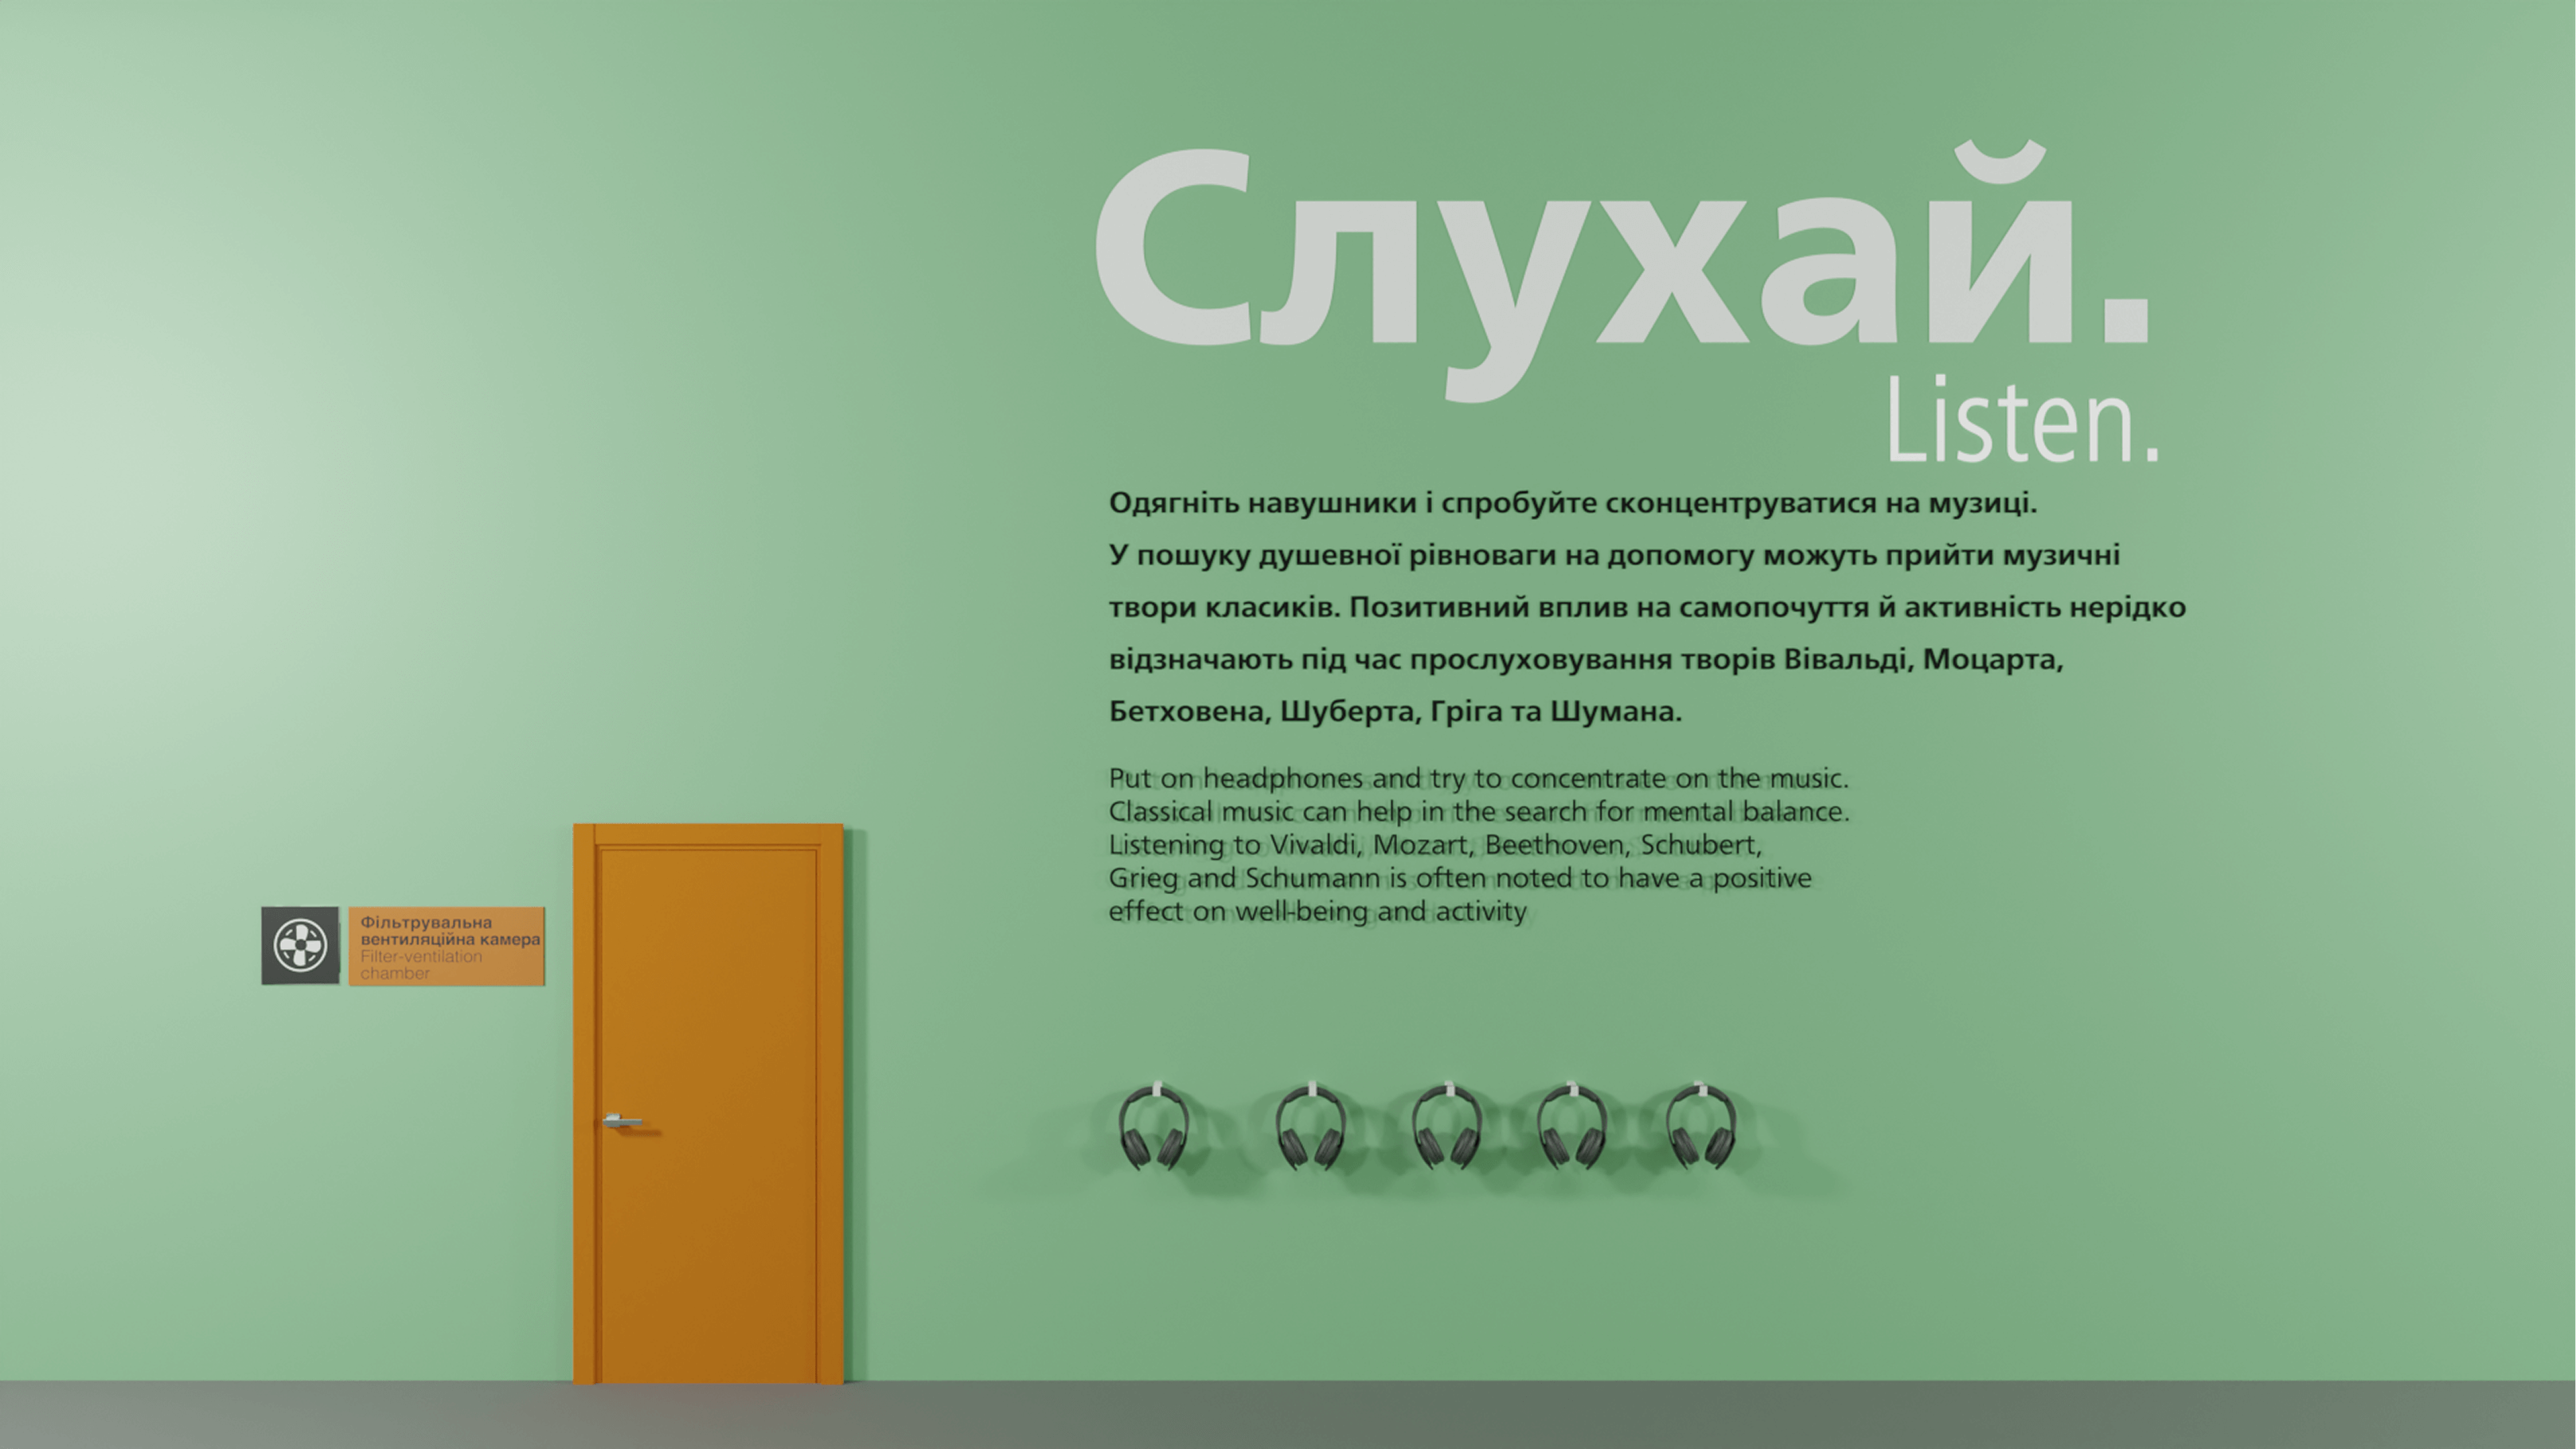 Слухай.
Listen.
Одягніть навушники і спробуйте сконцентруватися на музиці.
У пошуку душевної рівноваги на допомогу можуть прийти музичні
твори класиків. Позитивний вплив на самопочуття й активність нерідко
відзначають під час прослуховування творів Вівальді, Моцарта,
Бетховена, Шуберта, Гріга та Шумана.
Put on headphones and try to concentrate on the music.
Classical music can help in the search for mental balance.
Listening to Vivaldi, Mozart, Beethoven, Schubert,
Grieg and Schumann is often noted to have a positive
effect on well-being and activity
Фільтрувальна
вентиляційна камера
Filter-ventilation
chamber